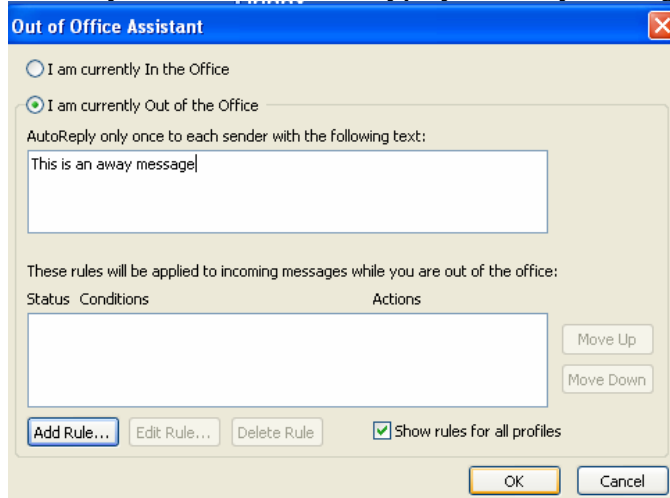 Out of Office Assistant
I am currently In the Office
I am currently Out of the Office
AutoReply only once to each sender with the following text:
This is an away message
These rules will be applied to incoming messages while you are out of the office:
Status Conditions Actions
Move Up
Move Down
Add Rule... Edit Rule... Delete Rule Show rules for all profiles
OK Cancel